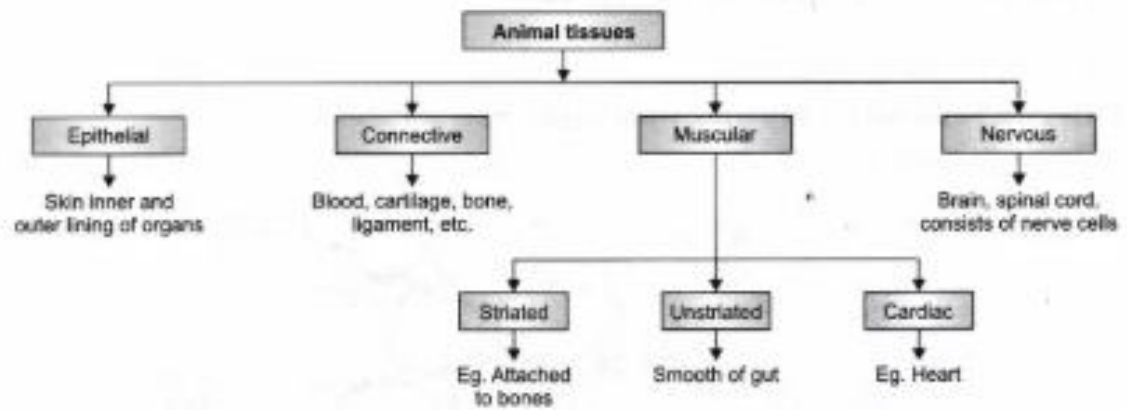 Animal tissues
Epithelial
Connective
Muscular
Nervous
Skin inner and
outer lining of organs
Blood, cartilage, bone,
ligament, etc.
Brain, spinal cord,
consists of nerve cells
Striated
Unstriated
Cardiac
Eg. Attached
to bones
Smooth of gut
Eg. Heart